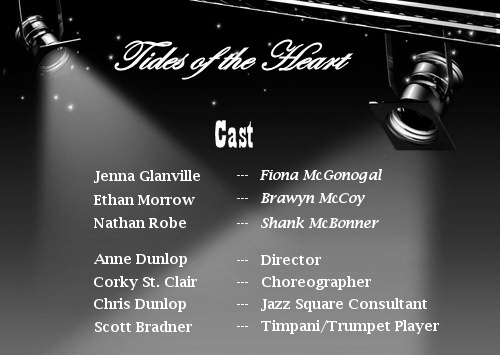 Tides of the Heart
Cast
Jenna Glanville --- Fiona McGonogal
Ethan Morrow --- Brawyn McCoy
Nathan Robe --- Shank McBonner
Anne Dunlop --- Director
Corky St. Clair --- Choreographer
Chris Dunlop --- Jazz Square Consultant
Scott Bradner --- Timpani/Trumpet Player